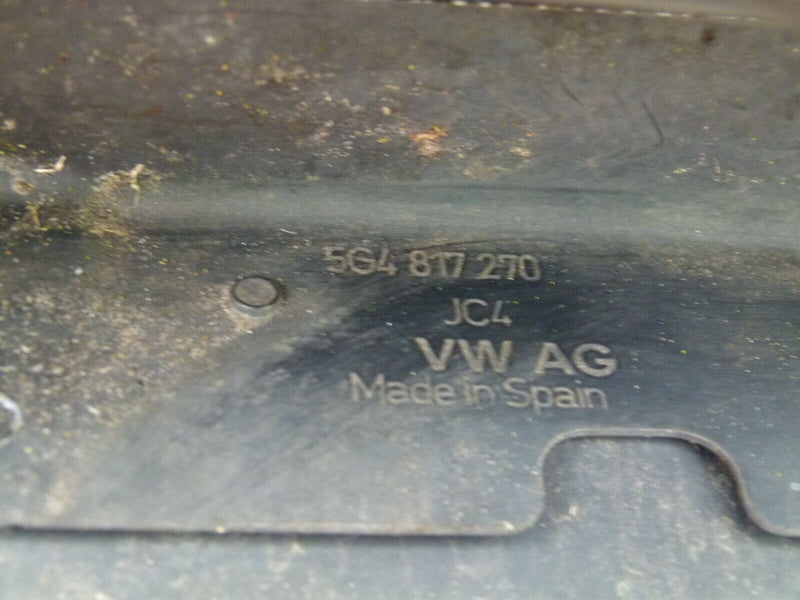 5G4 817 270
JC4
VW AG
Made in Spain